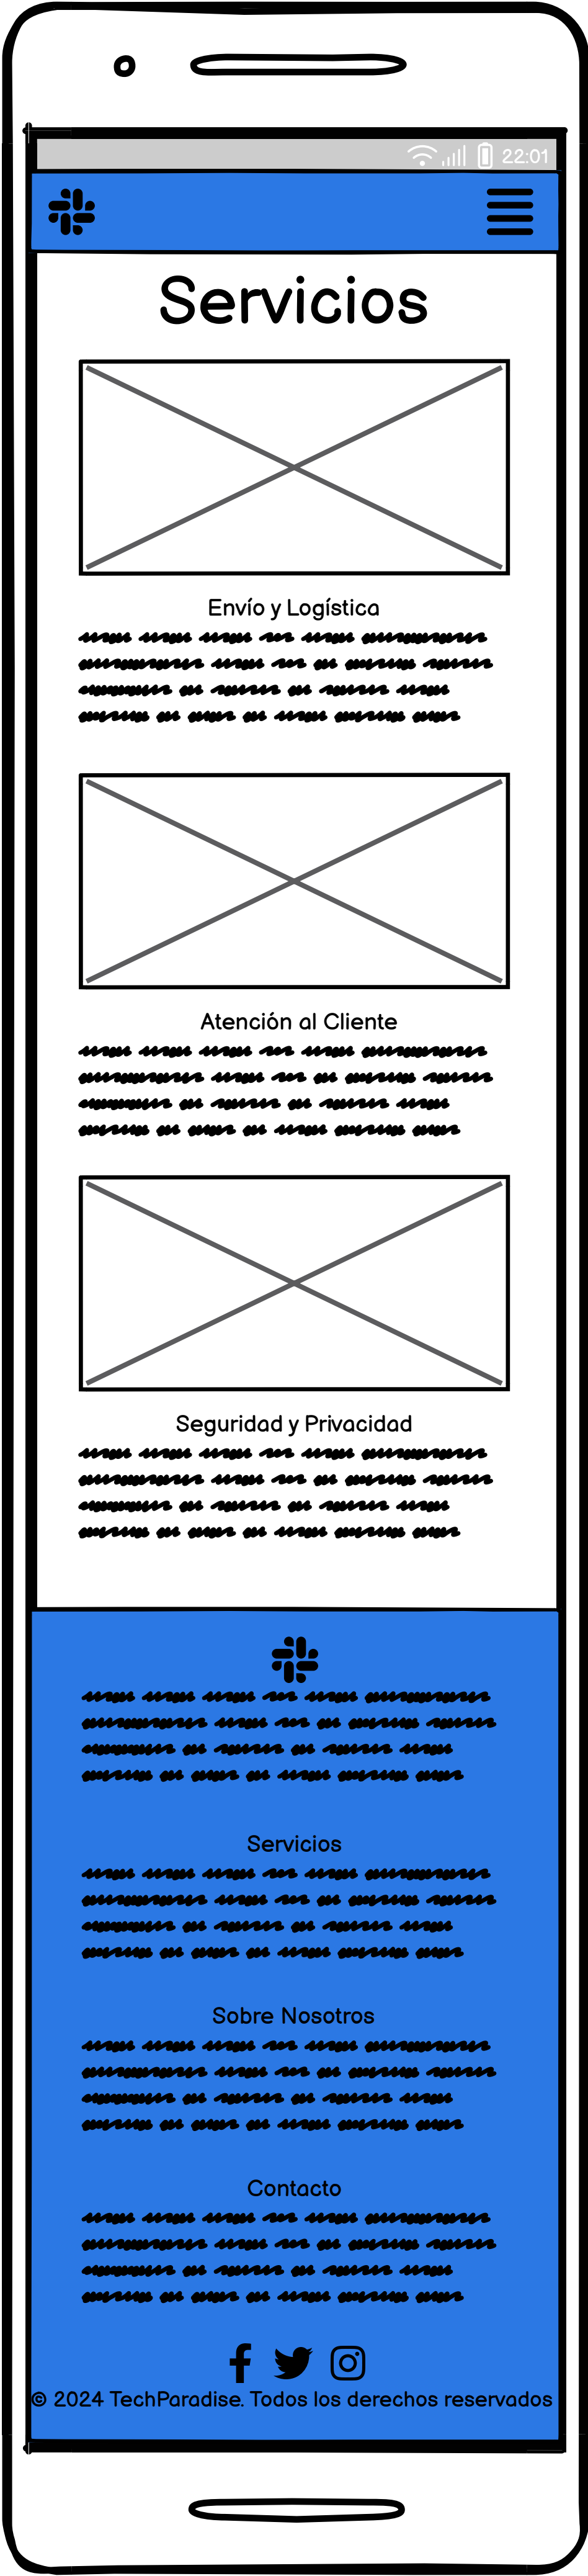 22:01
Servicios
Envío y Logística
Atención al Cliente
Seguridad y Privacidad
Servicios
Sobre Nosotros
Contacto
© 2024 TechParadise. Todos los derechos reservados